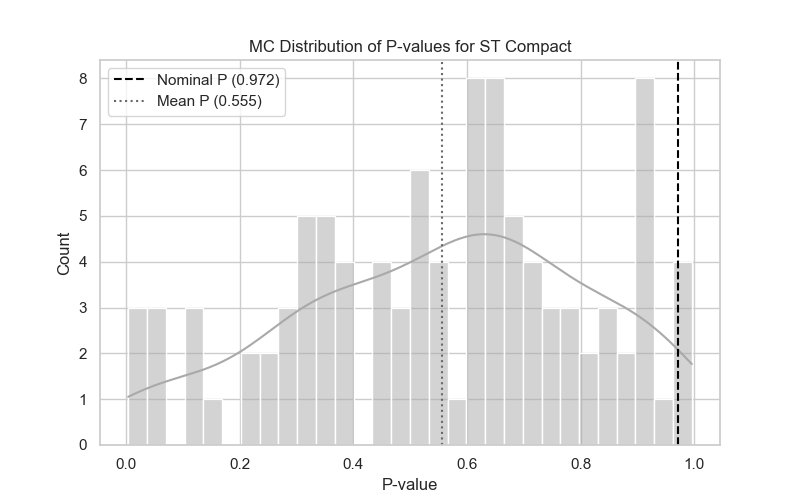 MC Distribution of P-values for ST Compact
Nominal P (0.972)
Mean P (0.555)
8
7
6
5
4
3
2
1
0
Count
0.0 0.2 0.4 0.6 0.8 1.0
P-value